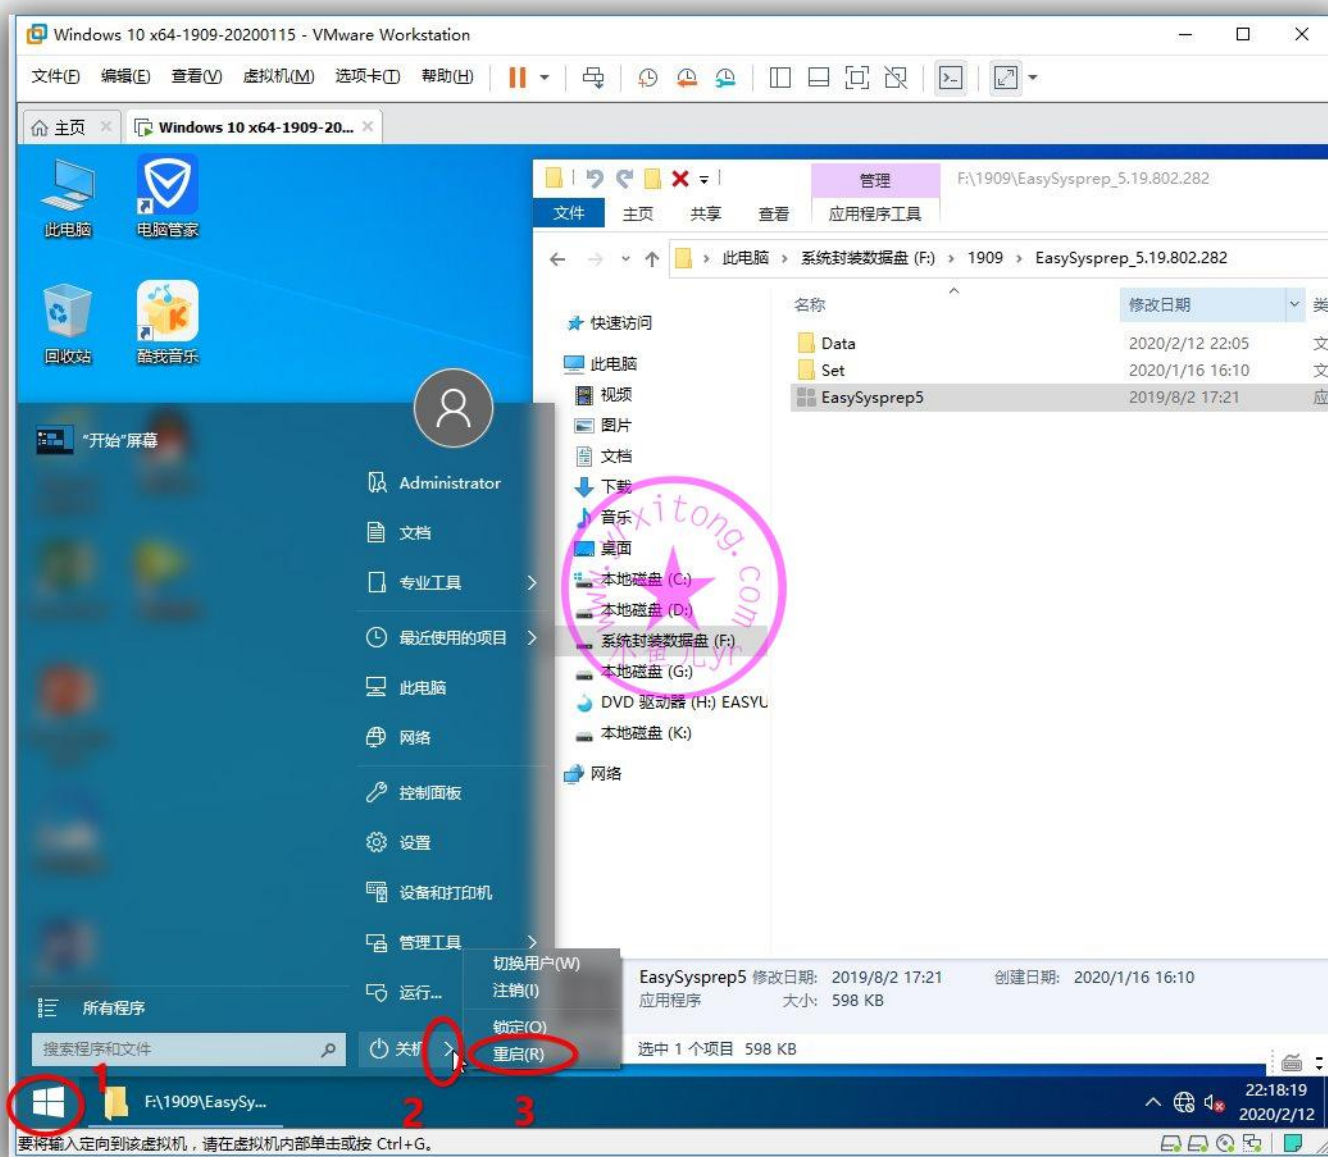 Windows 10 x64-1909-20200115 - VMware Workstation
文件(F) 编辑(E) 查看(V) 虚拟机(M) 选项卡(T) 帮助(H)
主页 Windows 10 x64-1909-20...
此电脑 电脑管家
回收站 酷我音乐
管理 F:\1909\EasySysprep_5.19.802.282
文件 主页 共享 查看 应用程序工具
此电脑 系统封装数据盘 (F:) 1909 EasySysprep_5.19.802.282
名称 修改日期 类
快速访问
此电脑
视频
图片
文档
下载
音乐
桌面
本地磁盘 (C:)
本地磁盘 (D:)
系统封装数据盘 (F:)
本地磁盘 (G:)
DVD 驱动器 (H:) EASYU
本地磁盘 (K:)
网络
Data 2020/2/12 22:05 文
Set 2020/1/16 16:10 文
EasySysprep5 2019/8/2 17:21 应
www.yrxitong.com
小鱼儿yr
"开始"屏幕
Administrator
文档
专业工具
最近使用的项目
此电脑
网络
控制面板
设置
设备和打印机
管理工具
运行...
所有程序
搜索程序和文件
关机
切换用户(W)
注销(I)
锁定(O)
重启(R)
EasySysprep5 修改日期: 2019/8/2 17:21 创建日期: 2020/1/16 16:10
应用程序 大小: 598 KB
选中 1 个项目 598 KB
1
2
3
F:\1909\EasySy...
22:18:19
2020/2/12
要将输入定向到该虚拟机，请在虚拟机内部单击或按 Ctrl+G。